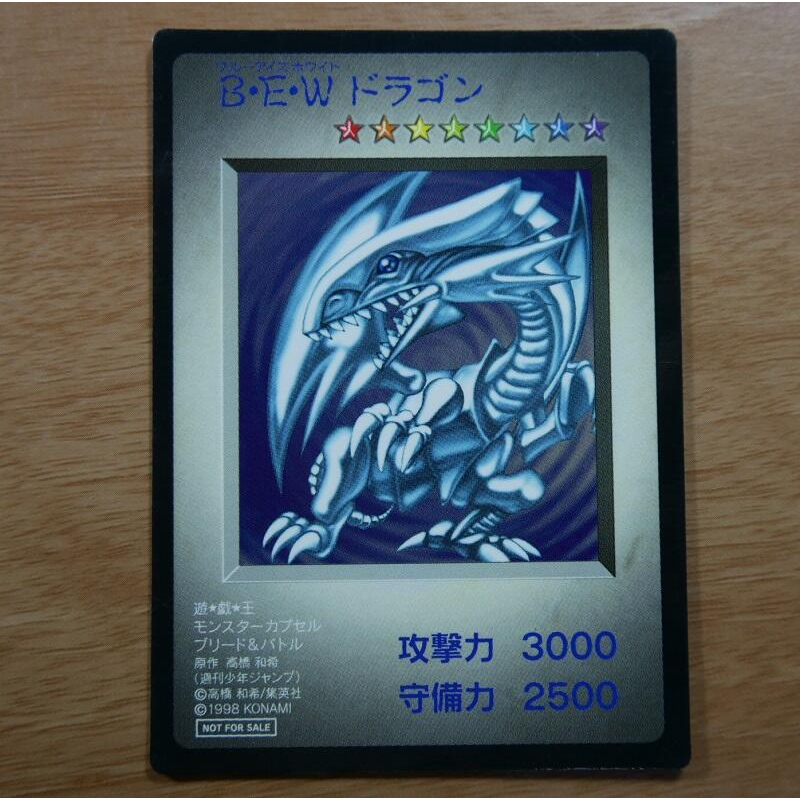 ブルーアイズホワイト
B・E・W ドラゴン
攻撃力 3000
守備力 2500
遊★戯★王
モンスターカプセル
ブリード&バトル
原作 高橋 和希
(週刊少年ジャンプ)
©高橋 和希/集英社
©1998 KONAMI
NOT FOR SALE